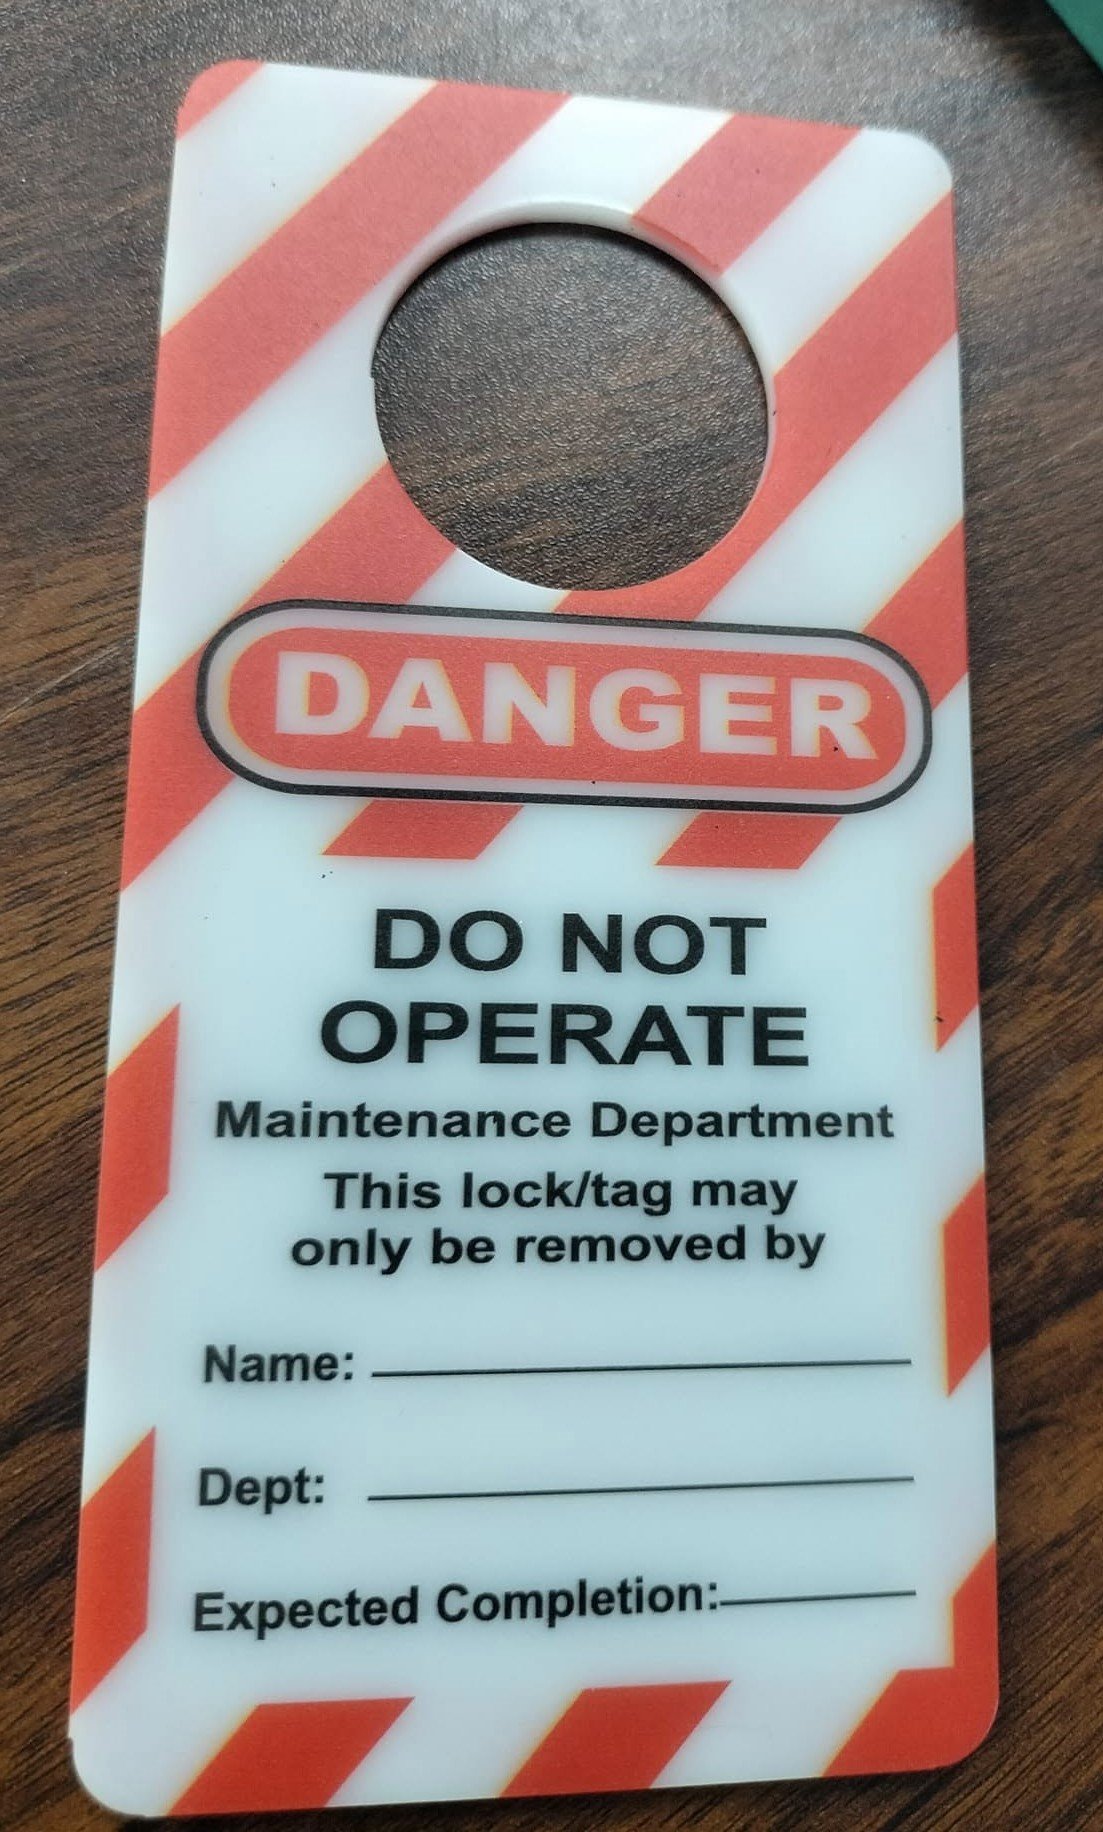 DANGER
DO NOT
OPERATE
Maintenance Department
This lock/tag may
only be removed by
Name:
Dept:
Expected Completion: